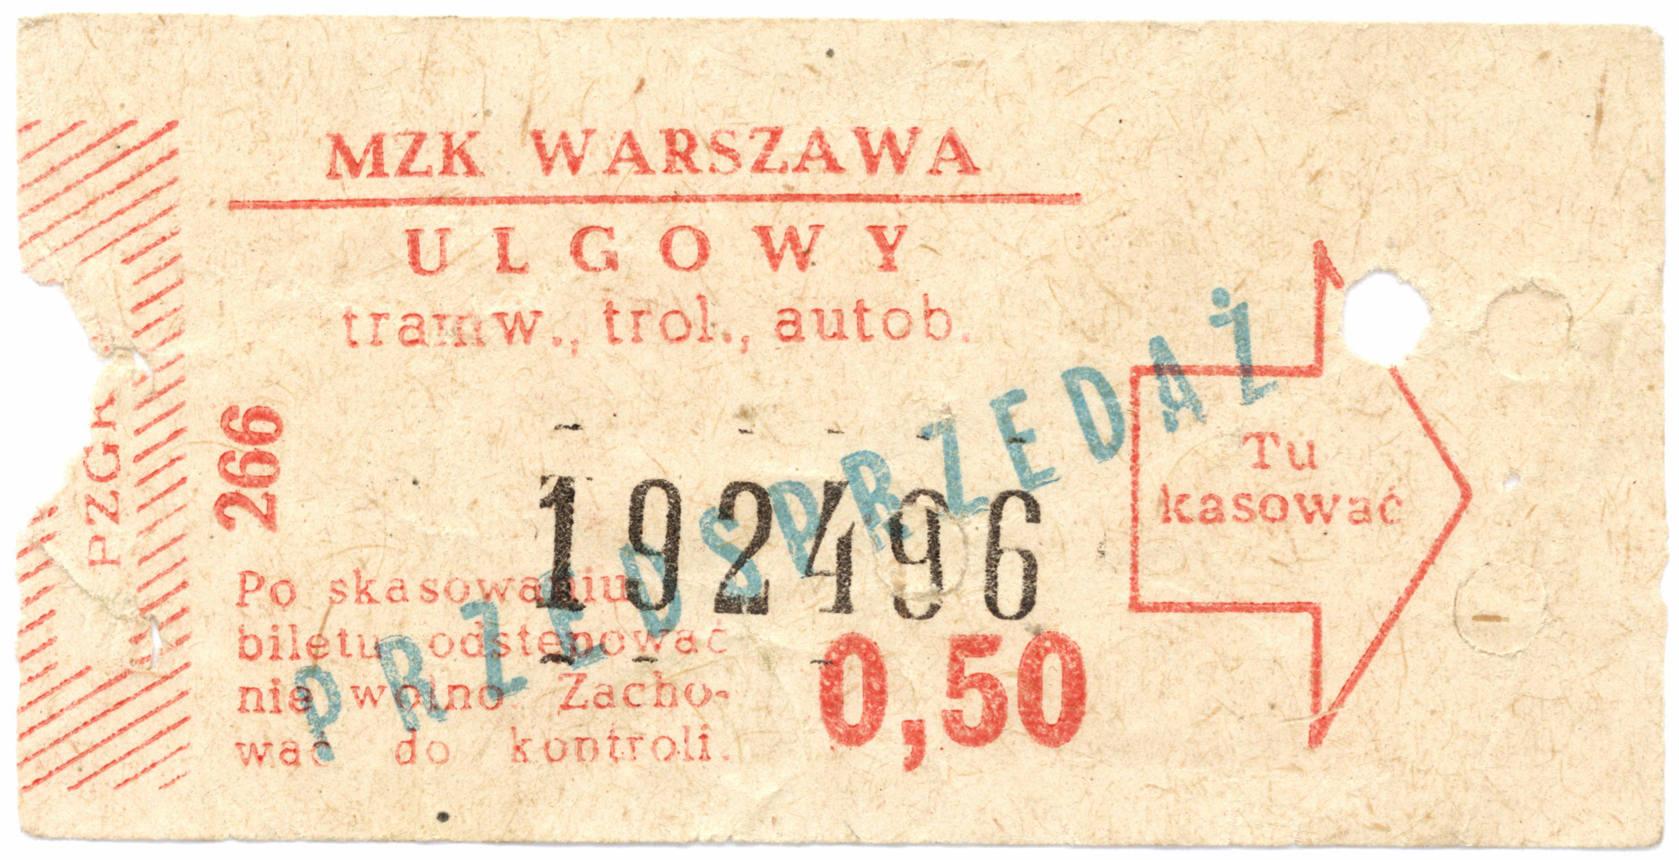 MZK WARSZAWA
ULGOWY
tramw., trol., autob.
PZGK
266
192496
PRZEDSPRZEDAŻ
Tu
kasować
Po skasowaniu
biletu odstępować
nie wolno Zacho-
wać do kontroli.
0,50